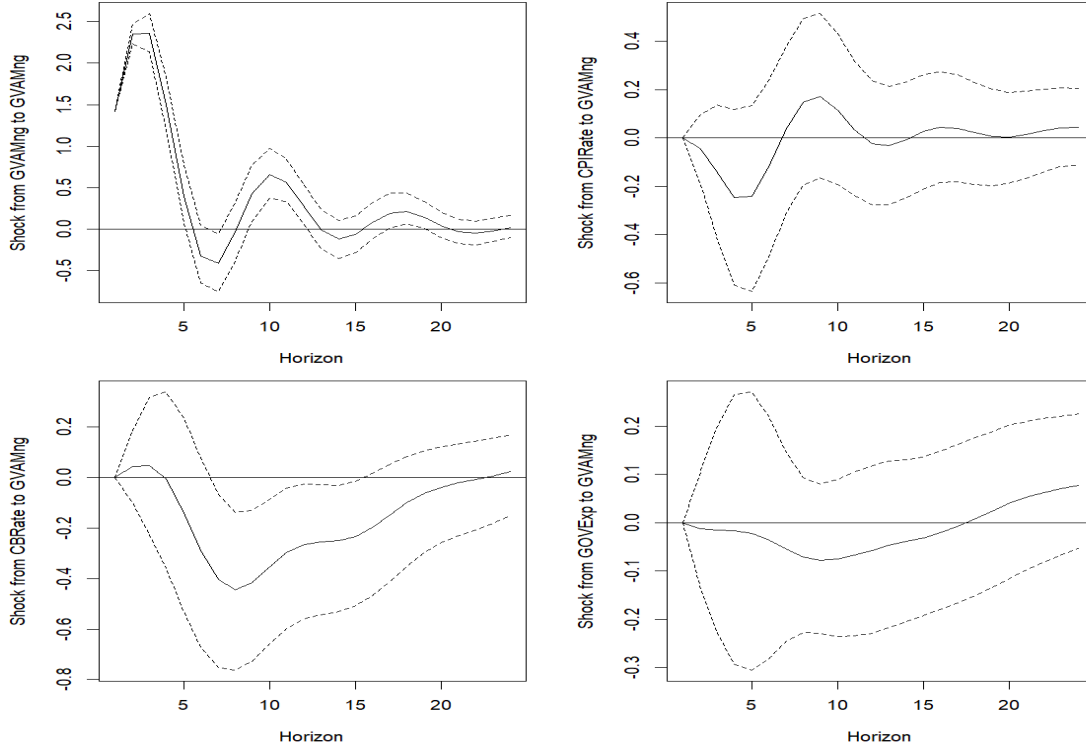 Shock from GVAMng to GVAMng
2.5
2.0
1.5
1.0
0.5
0.0
-0.5
5 10 15 20
Horizon
Shock from CPIRate to GVAMng
0.4
0.2
0.0
-0.2
-0.4
-0.6
5 10 15 20
Horizon
Shock from CBRate to GVAMng
0.2
0.0
-0.2
-0.4
-0.6
-0.8
5 10 15 20
Horizon
Shock from GOVExp to GVAMng
0.2
0.1
0.0
-0.1
-0.2
-0.3
5 10 15 20
Horizon